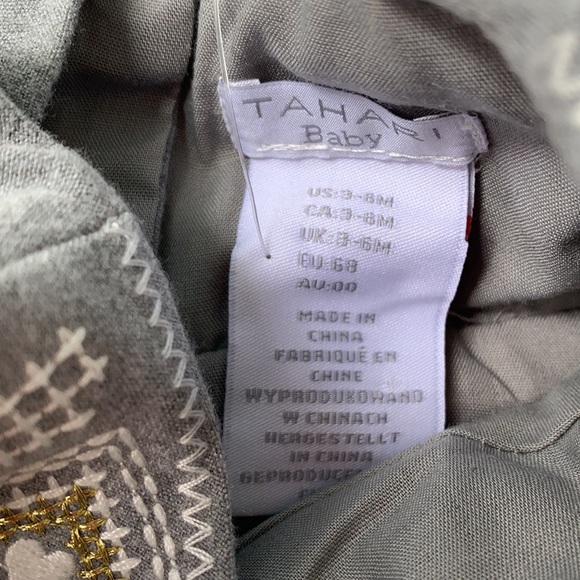 TAHARI
Baby
US:3-6M
CA:3-6M
UK:3-6M
EU:68
AU:00
MADE IN
CHINA
FABRIQUÉ EN
CHINE
WYPRODUKOWANO
W CHINACH
HERGESTELLT
IN CHINA